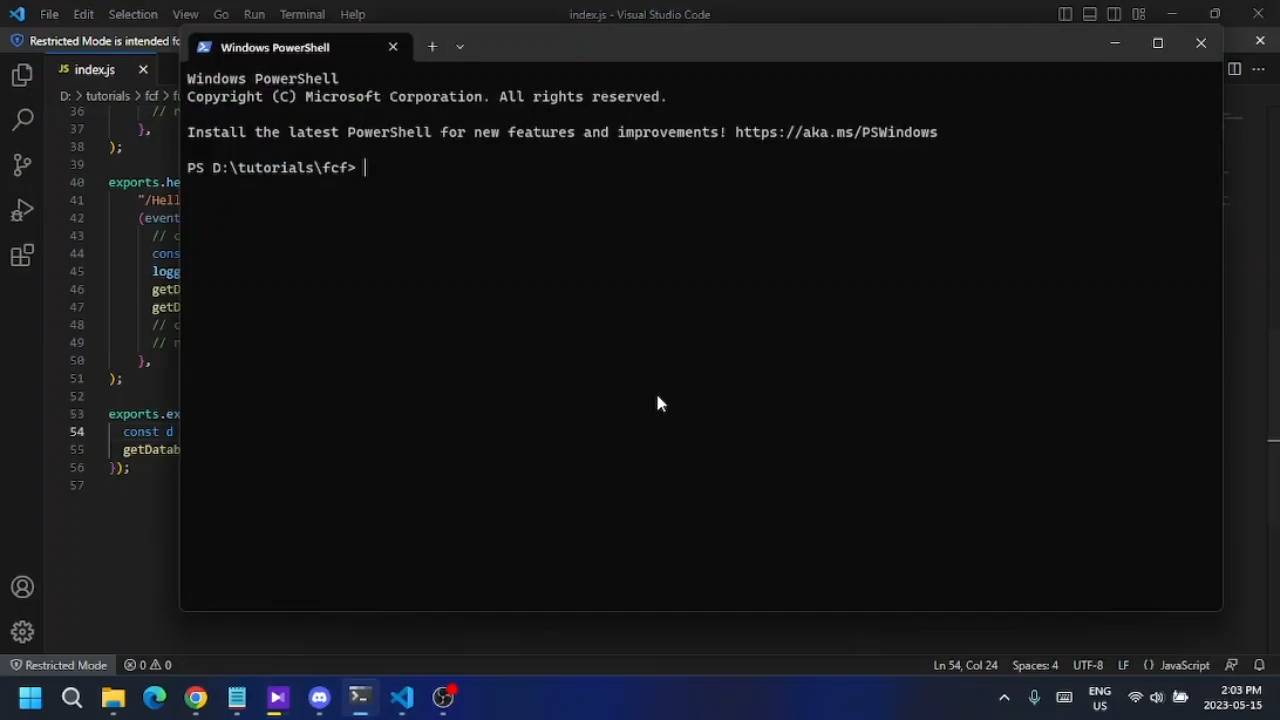 File Edit Selection View Go Run Terminal Help index.js - Visual Studio Code
Restricted Mode is intended fo
JS index.js
Windows PowerShell
D: > tutorials > fcf > fu
Windows PowerShell
Copyright (C) Microsoft Corporation. All rights reserved.
Install the latest PowerShell for new features and improvements! https://aka.ms/PSWindows
PS D:\tutorials\fcf>
36 // n
37 },
38 );
39
40 exports.he
41 "/Hell
42 (event
43 // c
44 cons
45 logg
46 getD
47 getD
48 // c
49 // n
50 },
51 );
52
53 exports.ex
54 const d
55 getDatab
56 });
57
Restricted Mode 0 0 Ln 54, Col 24 Spaces: 4 UTF-8 LF {} JavaScript
ENG
US
2:03 PM
2023-05-15